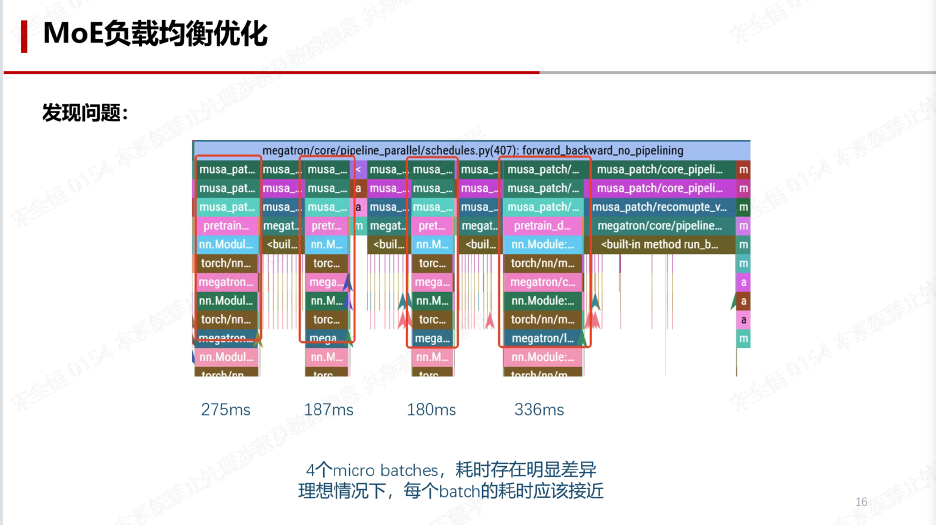 MoE负载均衡优化
发现问题：
megatron/core/pipeline_parallel/schedules.py(407): forward_backward_no_pipelining
musa_pat... musa_... musa_... < musa_... musa_... musa_... musa_patch/... musa_patch/core_pipeli... m
musa_pat... musa_... musa_... a musa_... musa_... musa_... musa_patch/... musa_patch/core_pipeli... m
musa_pat... musa_... musa_... a musa_... musa_... musa_... musa_patch/... musa_patch/recomupte_v... m
pretrain... megat... pretr... m megat... pret... megat... pretrain_d... megatron/core/pipeline... m
nn.Modul... <buil... nn.M... <buil... nn.M... <buil... nn.Module:... <built-in method run_b... m
torch/nn... torc... torc... torch/nn/m... m
megatron... mega... mega... megatron/c... a
nn.Modul... nn.M... nn.M... nn.Module:... a
torch/nn... torc... torc... torch/nn/m... a
megatron... mega... mega... megatron/l... m
nn.Modul... nn.M... nn.M... nn.Module:...
torch/nn... torc... torc... torch/nn/m...
275ms 187ms 180ms 336ms
4个micro batches，耗时存在明显差异
理想情况下，每个batch的耗时应该接近
16